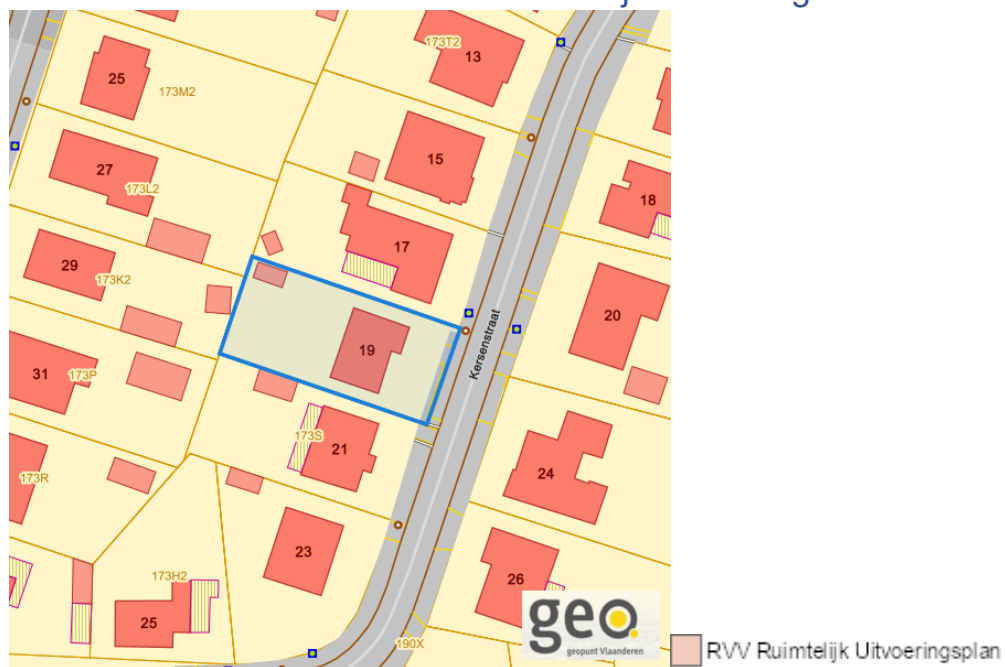 173T2
13
25
173M2
15
27
173L2
18
17
29
173K2
20
Kersenstraat
19
31
173P
173S
21
24
173R
23
26
173H2
25
190X
geo
geopunt Vlaanderen
RVV Ruimtelijk Uitvoeringsplan